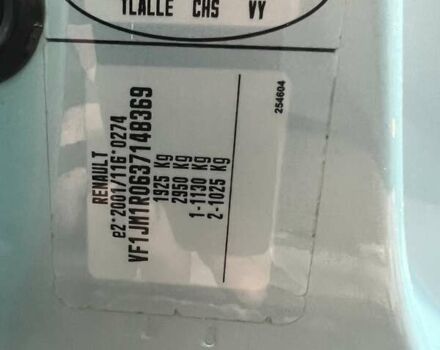 TLALLE CHS VY
RENAULT
e2*2001/116*0274
VF1JM1R0637148369
1925 Kg
2950 Kg
1-1130 Kg
2-1025 Kg
254604